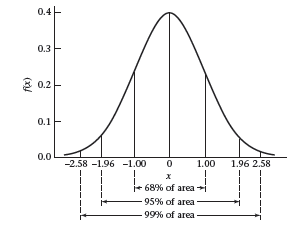 0.4
0.3
f(x)
0.2
0.1
0.0
–2.58 –1.96 –1.00 0 1.00 1.96 2.58
x
68% of area
95% of area
99% of area